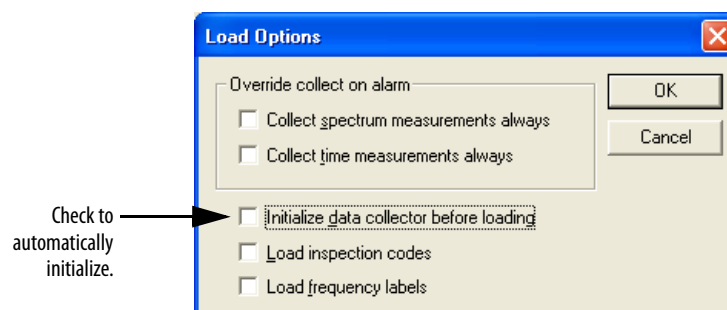 Load Options
Override collect on alarm
Collect spectrum measurements always
Collect time measurements always
OK
Cancel
Check to
automatically
initialize.
Initialize data collector before loading
Load inspection codes
Load frequency labels